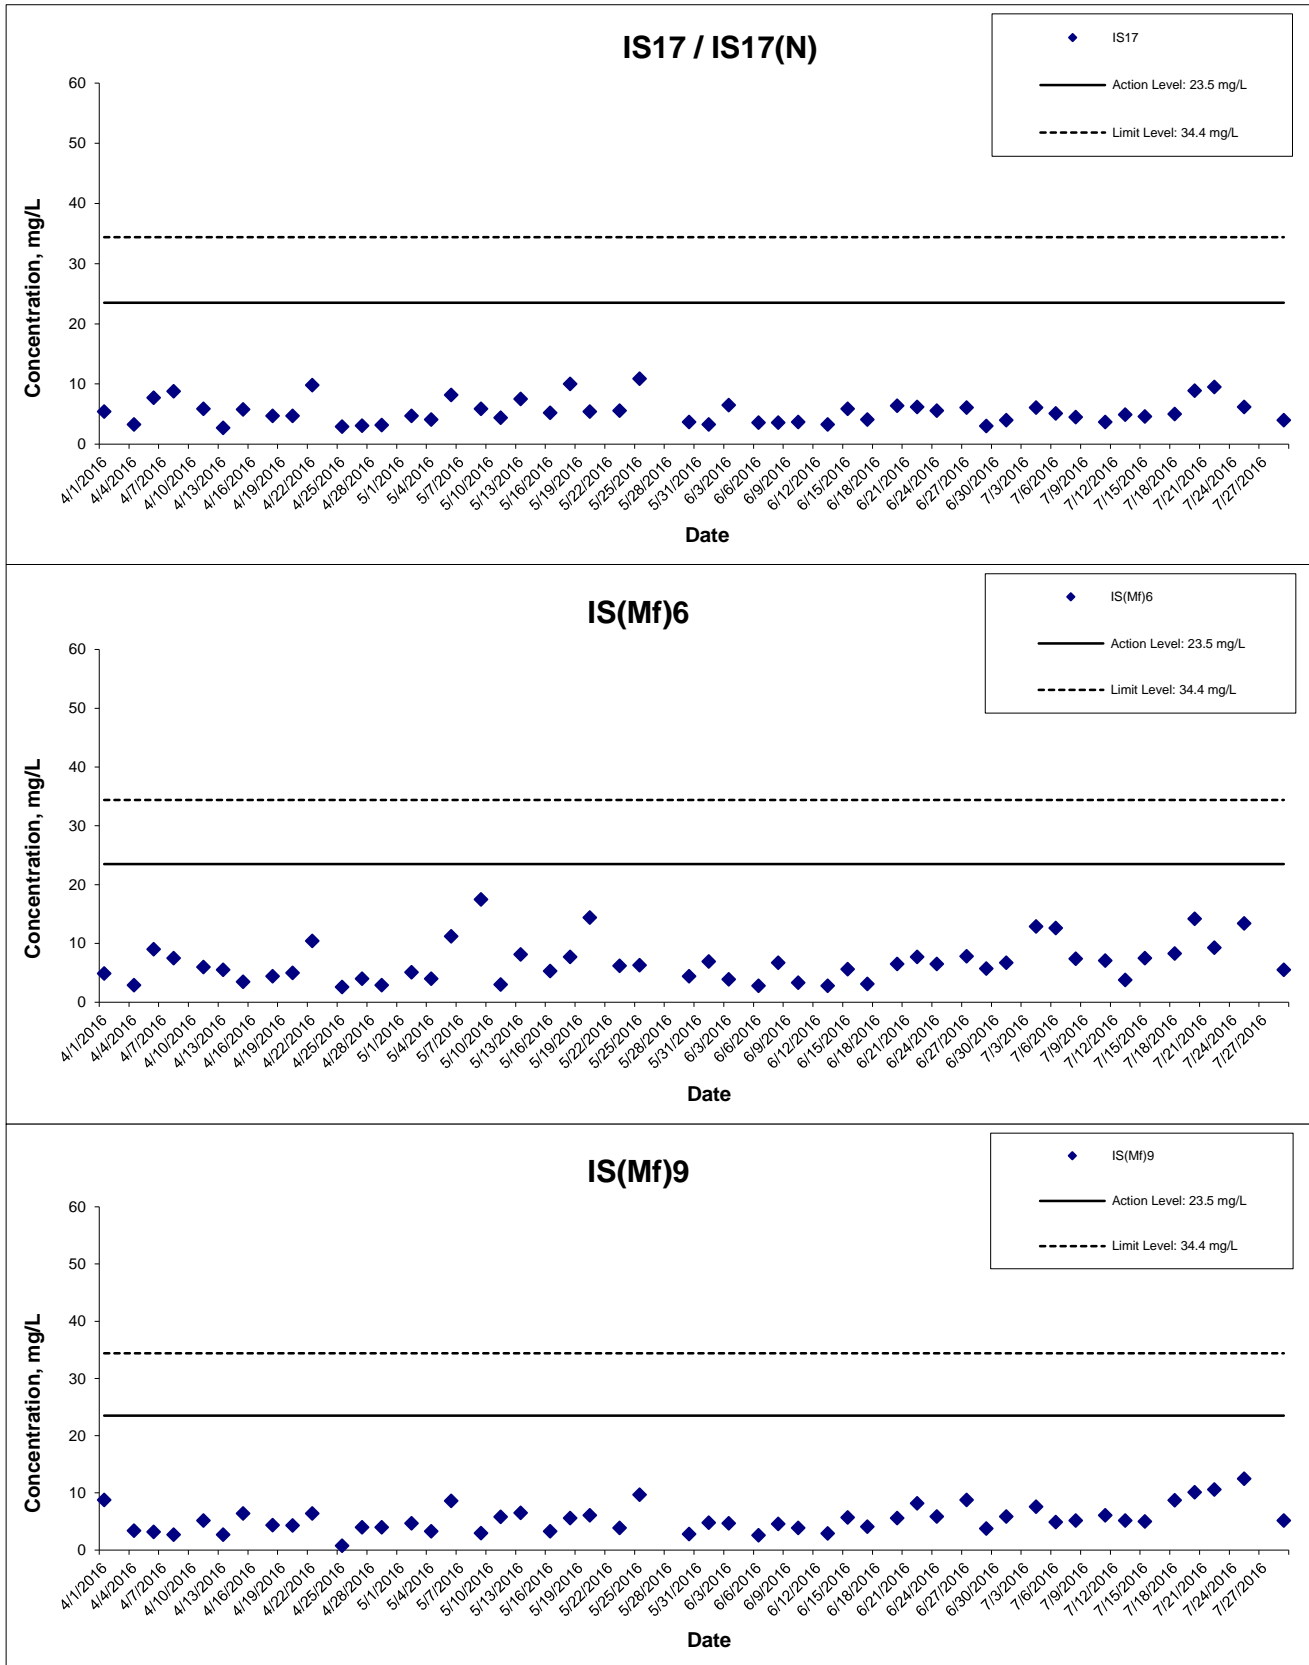 IS17 / IS17(N)
IS17
Action Level: 23.5 mg/L
Limit Level: 34.4 mg/L
Concentration, mg/L
60
50
40
30
20
10
0
4/1/2016 4/4/2016 4/7/2016 4/10/2016 4/13/2016 4/16/2016 4/19/2016 4/22/2016 4/25/2016 4/28/2016 5/1/2016 5/4/2016 5/7/2016 5/10/2016 5/13/2016 5/16/2016 5/19/2016 5/22/2016 5/25/2016 5/28/2016 5/31/2016 6/3/2016 6/6/2016 6/9/2016 6/12/2016 6/15/2016 6/18/2016 6/21/2016 6/24/2016 6/27/2016 6/30/2016 7/3/2016 7/6/2016 7/9/2016 7/12/2016 7/15/2016 7/18/2016 7/21/2016 7/24/2016 7/27/2016
Date
IS(Mf)6
IS(Mf)6
Action Level: 23.5 mg/L
Limit Level: 34.4 mg/L
Concentration, mg/L
60
50
40
30
20
10
0
4/1/2016 4/4/2016 4/7/2016 4/10/2016 4/13/2016 4/16/2016 4/19/2016 4/22/2016 4/25/2016 4/28/2016 5/1/2016 5/4/2016 5/7/2016 5/10/2016 5/13/2016 5/16/2016 5/19/2016 5/22/2016 5/25/2016 5/28/2016 5/31/2016 6/3/2016 6/6/2016 6/9/2016 6/12/2016 6/15/2016 6/18/2016 6/21/2016 6/24/2016 6/27/2016 6/30/2016 7/3/2016 7/6/2016 7/9/2016 7/12/2016 7/15/2016 7/18/2016 7/21/2016 7/24/2016 7/27/2016
Date
IS(Mf)9
IS(Mf)9
Action Level: 23.5 mg/L
Limit Level: 34.4 mg/L
Concentration, mg/L
60
50
40
30
20
10
0
4/1/2016 4/4/2016 4/7/2016 4/10/2016 4/13/2016 4/16/2016 4/19/2016 4/22/2016 4/25/2016 4/28/2016 5/1/2016 5/4/2016 5/7/2016 5/10/2016 5/13/2016 5/16/2016 5/19/2016 5/22/2016 5/25/2016 5/28/2016 5/31/2016 6/3/2016 6/6/2016 6/9/2016 6/12/2016 6/15/2016 6/18/2016 6/21/2016 6/24/2016 6/27/2016 6/30/2016 7/3/2016 7/6/2016 7/9/2016 7/12/2016 7/15/2016 7/18/2016 7/21/2016 7/24/2016 7/27/2016
Date